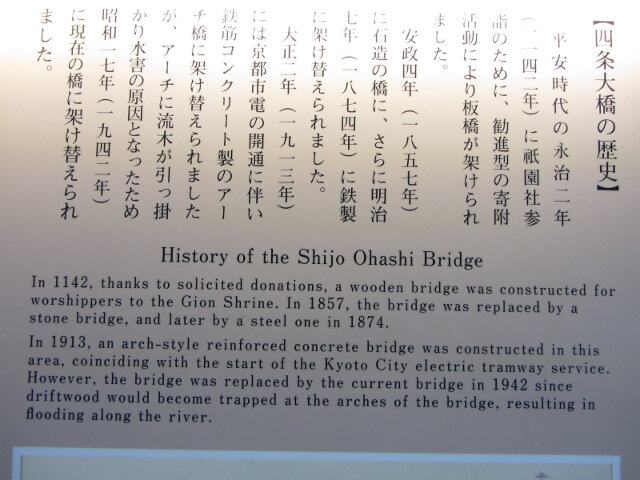 【四条大橋の歴史】
平安時代の永治二年
（一一四二年）に祇園社参
詣のために、勧進型の寄附
活動により板橋が架けられ
ました。
安政四年（一八五七年）
に石造の橋に、さらに明治
七年（一八七四年）に鉄製
に架け替えられました。
大正二年（一九一三年）
には京都市電の開通に伴い
鉄筋コンクリート製のアー
チ橋に架け替えられました
が、アーチに流木が引っ掛
かり水害の原因となったため
昭和一七年（一九四二年）
に現在の橋に架け替えられ
ました。
History of the Shijo Ohashi Bridge
In 1142, thanks to solicited donations, a wooden bridge was constructed for
worshippers to the Gion Shrine. In 1857, the bridge was replaced by a
stone bridge, and later by a steel one in 1874.
In 1913, an arch-style reinforced concrete bridge was constructed in this
area, coinciding with the start of the Kyoto City electric tramway service.
However, the bridge was replaced by the current bridge in 1942 since
driftwood would become trapped at the arches of the bridge, resulting in
flooding along the river.